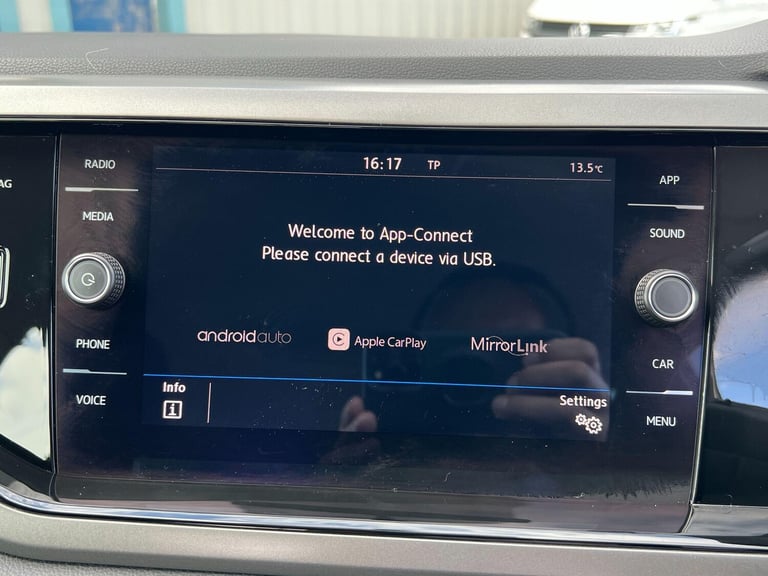 AG
RADIO
MEDIA
PHONE
VOICE
16:17 TP 13.5°C
Welcome to App-Connect
Please connect a device via USB.
androidauto
Apple CarPlay
MirrorLink
Info
i
Settings
APP
SOUND
CAR
MENU